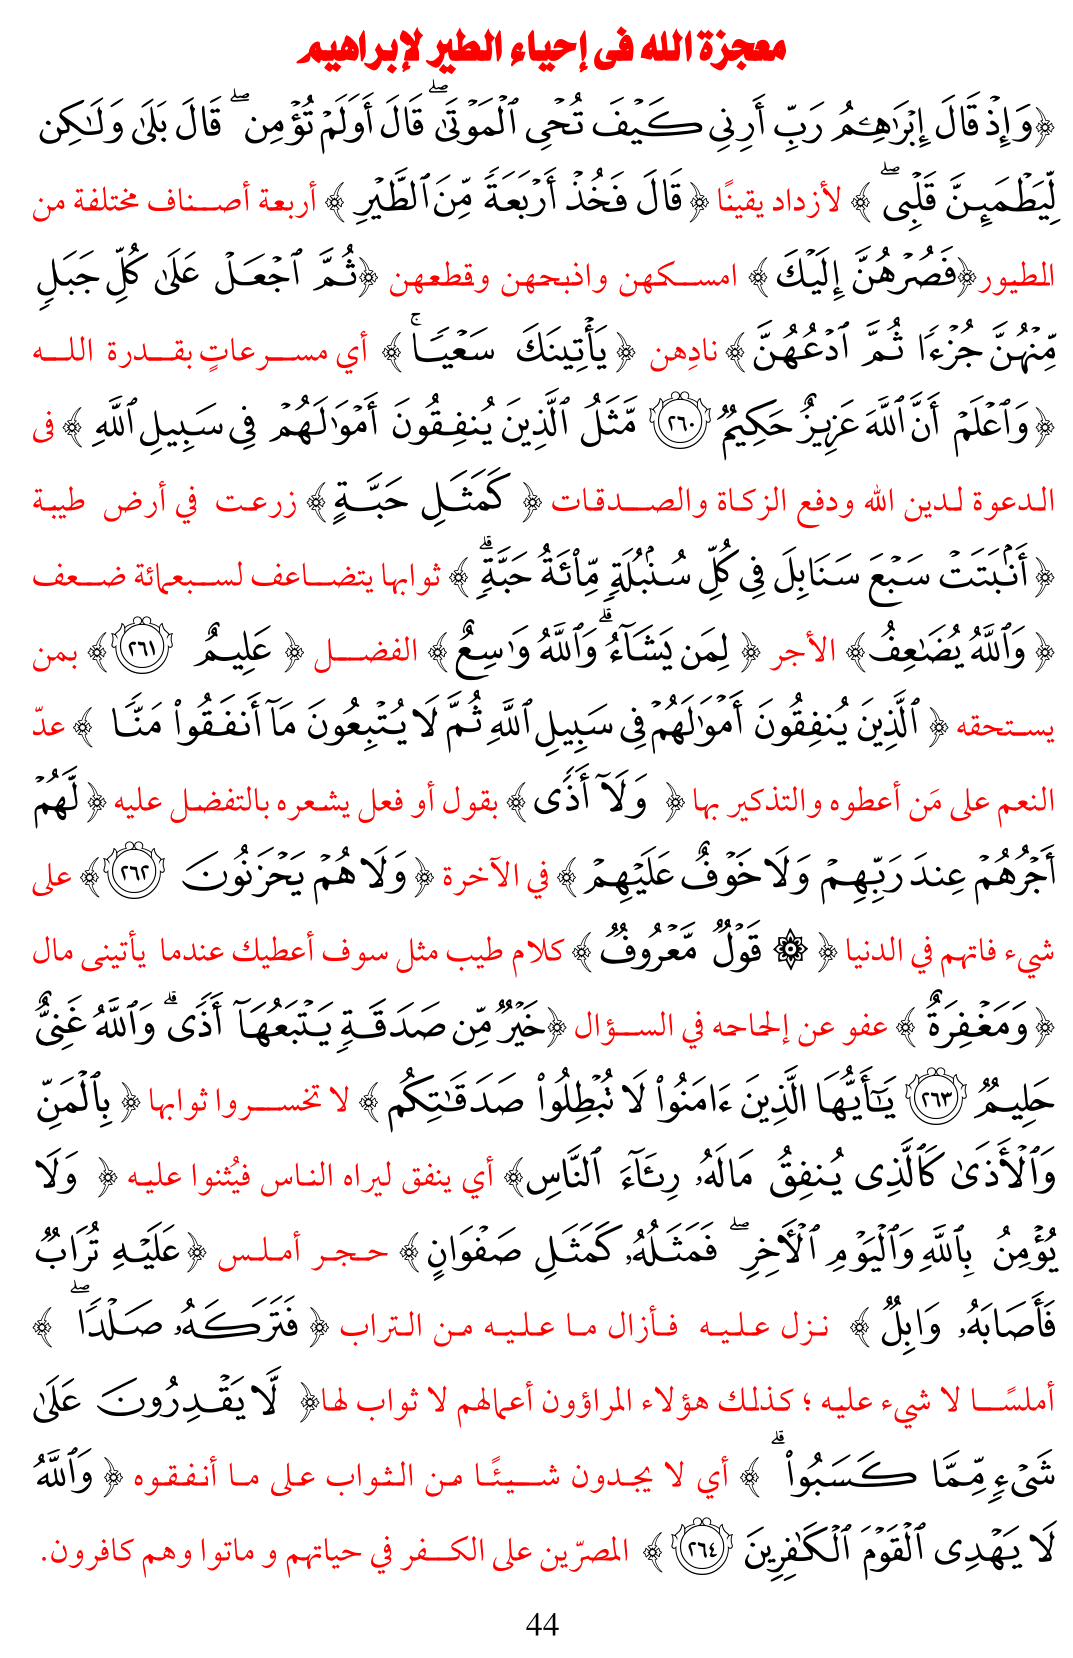 معجزة الله فى إحياء الطير لإبراهيم
﴿وَإِذْ قَالَ إِبْرَٰهِـۧمُ رَبِّ أَرِنِى كَيْفَ تُحْىِ ٱلْمَوْتَىٰ ۖ قَالَ أَوَلَمْ تُؤْمِن ۖ قَالَ بَلَىٰ وَلَـٰكِن
لِّيَطْمَئِنَّ قَلْبِى ۖ ﴾ لأزداد يقينًا ﴿ قَالَ فَخُذْ أَرْبَعَةً مِّنَ ٱلطَّيْرِ ﴾ أربعة أصناف مختلفة من
الطيور ﴿فَصُرْهُنَّ إِلَيْكَ ﴾ امسكهن واذبحهن وقطعهن ﴿ثُمَّ ٱجْعَلْ عَلَىٰ كُلِّ جَبَلٍ
مِّنْهُنَّ جُزْءًا ثُمَّ ٱدْعُهُنَّ ﴾ نادِهن ﴿ يَأْتِينَكَ سَعْيًا ۚ ﴾ أي مسرعاتٍ بقدرة الله
﴿ وَٱعْلَمْ أَنَّ ٱللَّهَ عَزِيزٌ حَكِيمٌ ٢٦٠ مَّثَلُ ٱلَّذِينَ يُنفِقُونَ أَمْوَٰلَهُمْ فِى سَبِيلِ ٱللَّهِ ﴾ فى
الدعوة لدين الله ودفع الزكاة والصدقات ﴿ كَمَثَلِ حَبَّةٍ ﴾ زرعت في أرض طيبة
﴿ أَنۢبَتَتْ سَبْعَ سَنَابِلَ فِى كُلِّ سُنۢبُلَةٍ مِّا۟ئَةُ حَبَّةٍ ۗ ﴾ ثوابها يتضاعف لسبعمائة ضعف
﴿ وَٱللَّهُ يُضَـٰعِفُ ﴾ الأجر ﴿ لِمَن يَشَآءُ ۗ وَٱللَّهُ وَٰسِعٌ ﴾ الفضل ﴿ عَلِيمٌ ٢٦١ ﴾ بمن
يستحقه ﴿ ٱلَّذِينَ يُنفِقُونَ أَمْوَٰلَهُمْ فِى سَبِيلِ ٱللَّهِ ثُمَّ لَا يُتْبِعُونَ مَآ أَنفَقُوا۟ مَنًّا ﴾ عدّ
النعم على مَن أعطوه والتذكير بها ﴿ وَلَآ أَذًى ﴾ بقول أو فعل يشعره بالتفضل عليه ﴿ لَّهُمْ
أَجْرُهُمْ عِندَ رَبِّهِمْ وَلَا خَوْفٌ عَلَيْهِمْ ﴾ في الآخرة ﴿ وَلَا هُمْ يَحْزَنُونَ ٢٦٢ ﴾ على
شيء فاتهم في الدنيا ﴿ ۞ قَوْلٌ مَّعْرُوفٌ ﴾ كلام طيب مثل سوف أعطيك عندما يأتينى مال
﴿ وَمَغْفِرَةٌ ﴾ عفو عن إلحاحه في السؤال ﴿خَيْرٌ مِّن صَدَقَةٍ يَتْبَعُهَآ أَذًى ۗ وَٱللَّهُ غَنِىٌّ
حَلِيمٌ ٢٦٣ يَـٰٓأَيُّهَا ٱلَّذِينَ ءَامَنُوا۟ لَا تُبْطِلُوا۟ صَدَقَـٰتِكُم ﴾ لا تخسروا ثوابها ﴿ بِٱلْمَنِّ
وَٱلْأَذَىٰ كَٱلَّذِى يُنفِقُ مَالَهُۥ رِئَآءَ ٱلنَّاسِ﴾ أي ينفق ليراه الناس فيُثنوا عليه ﴿ وَلَا
يُؤْمِنُ بِٱللَّهِ وَٱلْيَوْمِ ٱلْـَٔاخِرِ ۖ فَمَثَلُهُۥ كَمَثَلِ صَفْوَانٍ ﴾ حجر أملس ﴿ عَلَيْهِ تُرَابٌ
فَأَصَابَهُۥ وَابِلٌ ﴾ نزل عليه فأزال ما عليه من التراب ﴿ فَتَرَكَهُۥ صَلْدًا ۖ ﴾
أملسًا لا شيء عليه ؛ كذلك هؤلاء المراؤون أعمالهم لا ثواب لها﴿ لَّا يَقْدِرُونَ عَلَىٰ
شَىْءٍ مِّمَّا كَسَبُوا۟ ۗ ﴾ أي لا يجدون شيئًا من الثواب على ما أنفقوه ﴿ وَٱللَّهُ
لَا يَهْدِى ٱلْقَوْمَ ٱلْكَـٰفِرِينَ ٢٦٤ ﴾ المصرّين على الكفر في حياتهم و ماتوا وهم كافرون.
44